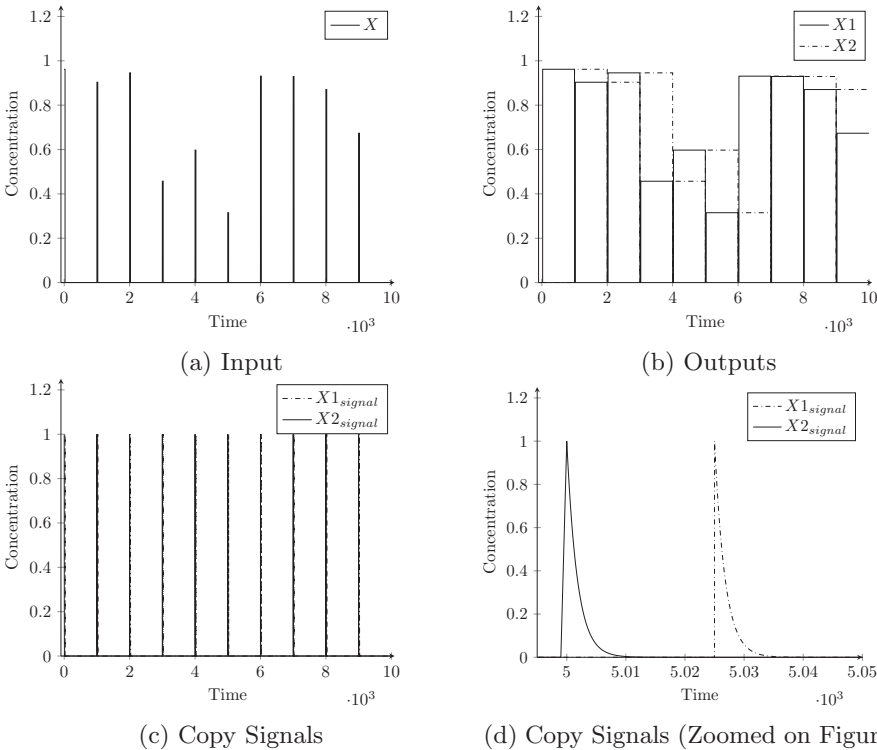 1.2
1
0.8
0.6
0.4
0.2
0
Concentration
X
0 2 4 6 8 10
Time
·10³
(a) Input
1.2
1
0.8
0.6
0.4
0.2
0
Concentration
X1
X2
0 2 4 6 8 10
Time
·10³
(b) Outputs
1.2
1
0.8
0.6
0.4
0.2
0
Concentration
X1signal
X2signal
0 2 4 6 8 10
Time
·10³
(c) Copy Signals
1.2
1
0.8
0.6
0.4
0.2
0
Concentration
X1signal
X2signal
5 5.01 5.02 5.03 5.04 5.05
Time
·10³
(d) Copy Signals (Zoomed on Figur